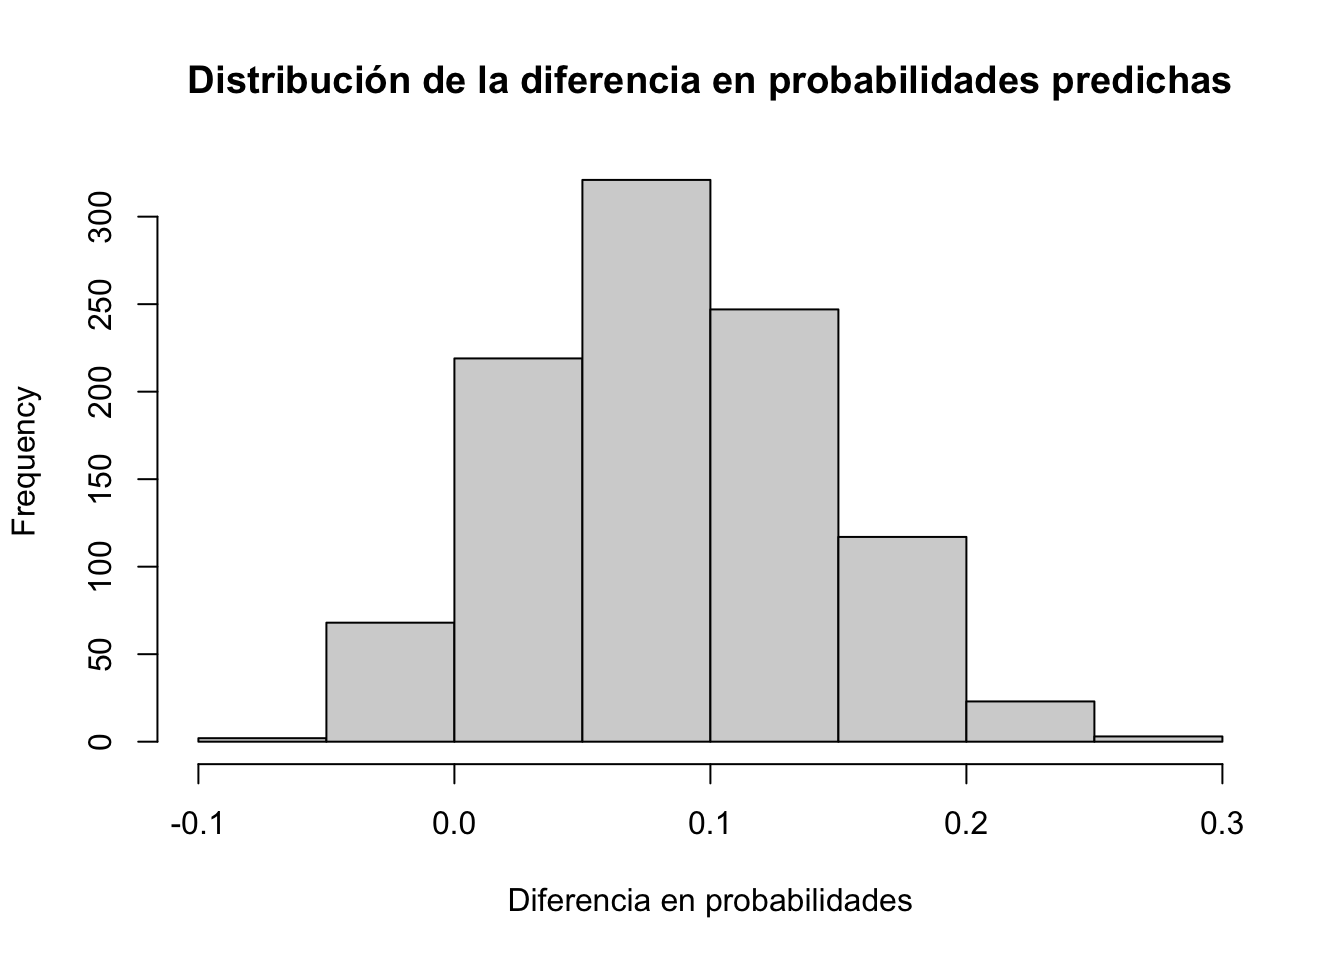 Distribución de la diferencia en probabilidades predichas
Frequency
300
250
200
150
100
50
0
-0.1 0.0 0.1 0.2 0.3
Diferencia en probabilidades